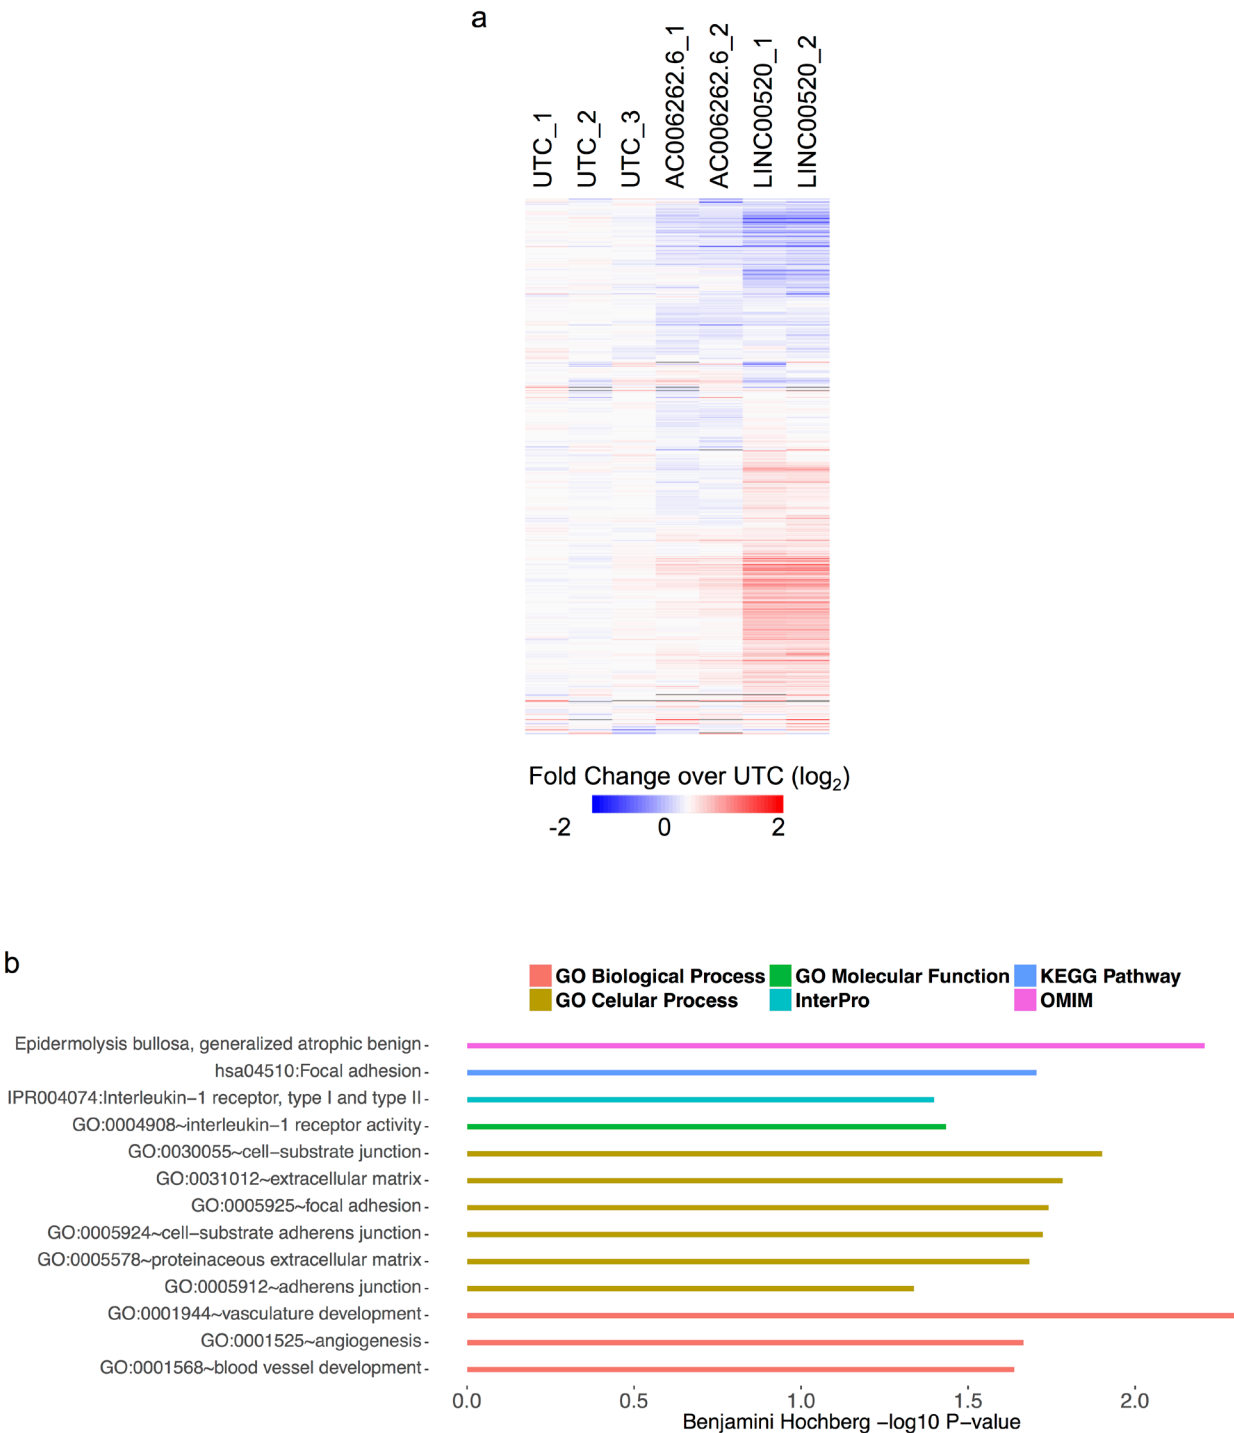 a
UTC_1
UTC_2
UTC_3
AC006262.6_1
AC006262.6_2
LINC00520_1
LINC00520_2
Fold Change over UTC (log2)
-2 0 2
b
GO Biological Process GO Molecular Function KEGG Pathway
GO Celular Process InterPro OMIM
Epidermolysis bullosa, generalized atrophic benign
hsa04510:Focal adhesion
IPR004074:Interleukin−1 receptor, type I and type II
GO:0004908~interleukin−1 receptor activity
GO:0030055~cell−substrate junction
GO:0031012~extracellular matrix
GO:0005925~focal adhesion
GO:0005924~cell−substrate adherens junction
GO:0005578~proteinaceous extracellular matrix
GO:0005912~adherens junction
GO:0001944~vasculature development
GO:0001525~angiogenesis
GO:0001568~blood vessel development
0.0 0.5 1.0 1.5 2.0
Benjamini Hochberg −log10 P−value